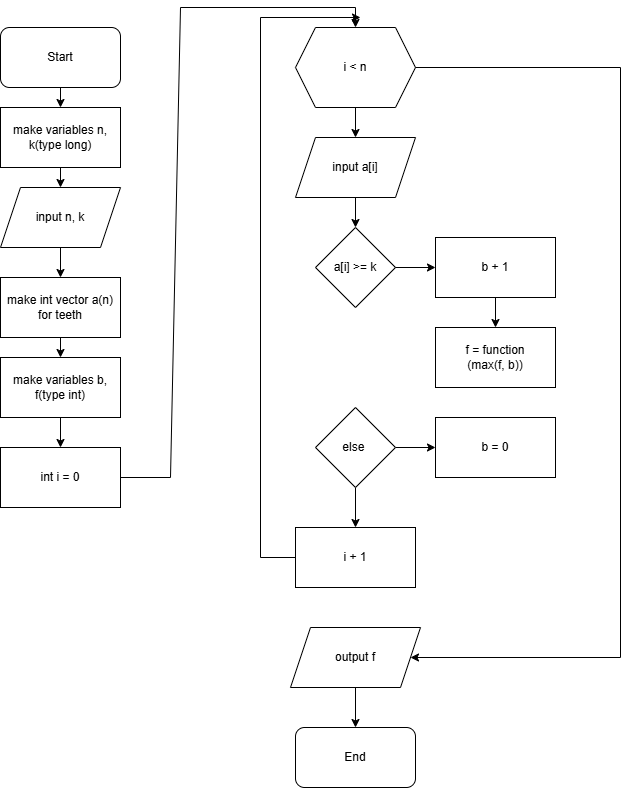 Start
make variables n,
k(type long)
input n, k
make int vector a(n)
for teeth
make variables b,
f(type int)
int i = 0
i < n
input a[i]
a[i] >= k
b + 1
f = function
(max(f, b))
else
b = 0
i + 1
output f
End